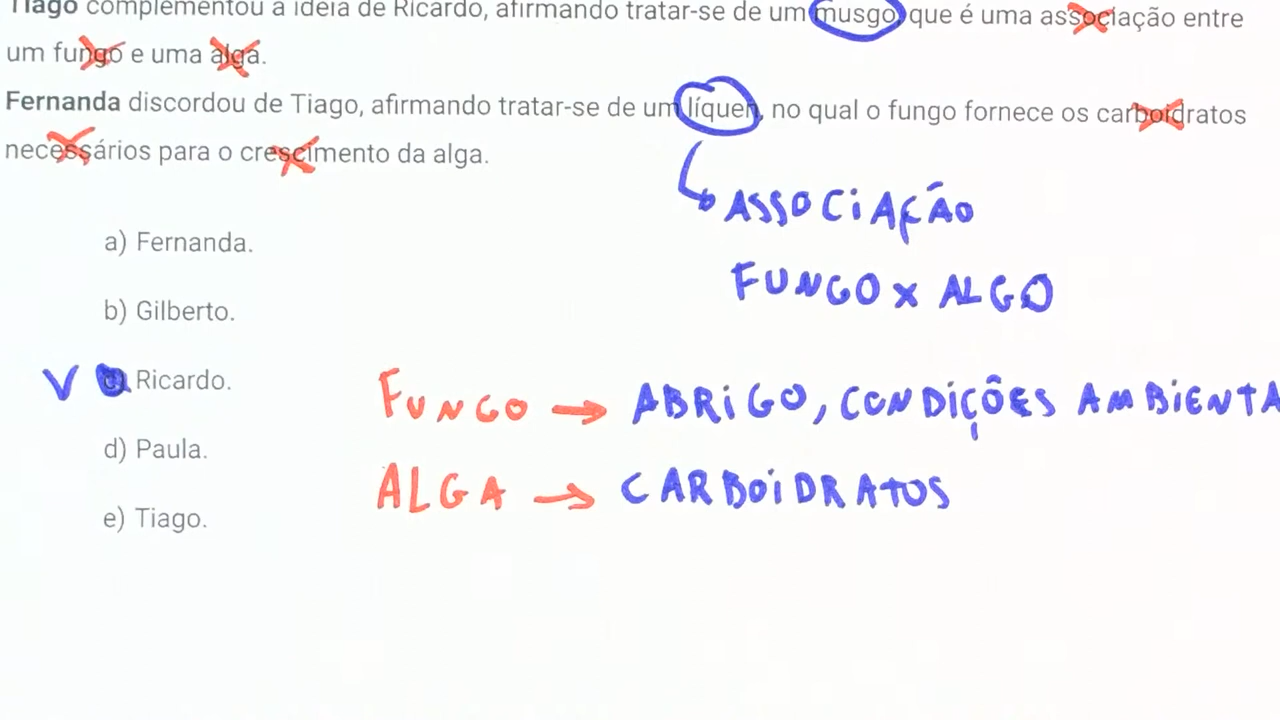 Tiago complementou a ideia de Ricardo, afirmando tratar-se de um musgo, que é uma associação entre
um fungo e uma alga.
Fernanda discordou de Tiago, afirmando tratar-se de um líquen, no qual o fungo fornece os carboidratos
necessários para o crescimento da alga.
ASSOCIAÇÃO
FUNGO x ALGO
a) Fernanda.
b) Gilberto.
V c) Ricardo.
d) Paula.
e) Tiago.
FUNGO → ABRIGO, CONDIÇÕES AMBIENTA
ALGA → CARBOIDRATOS